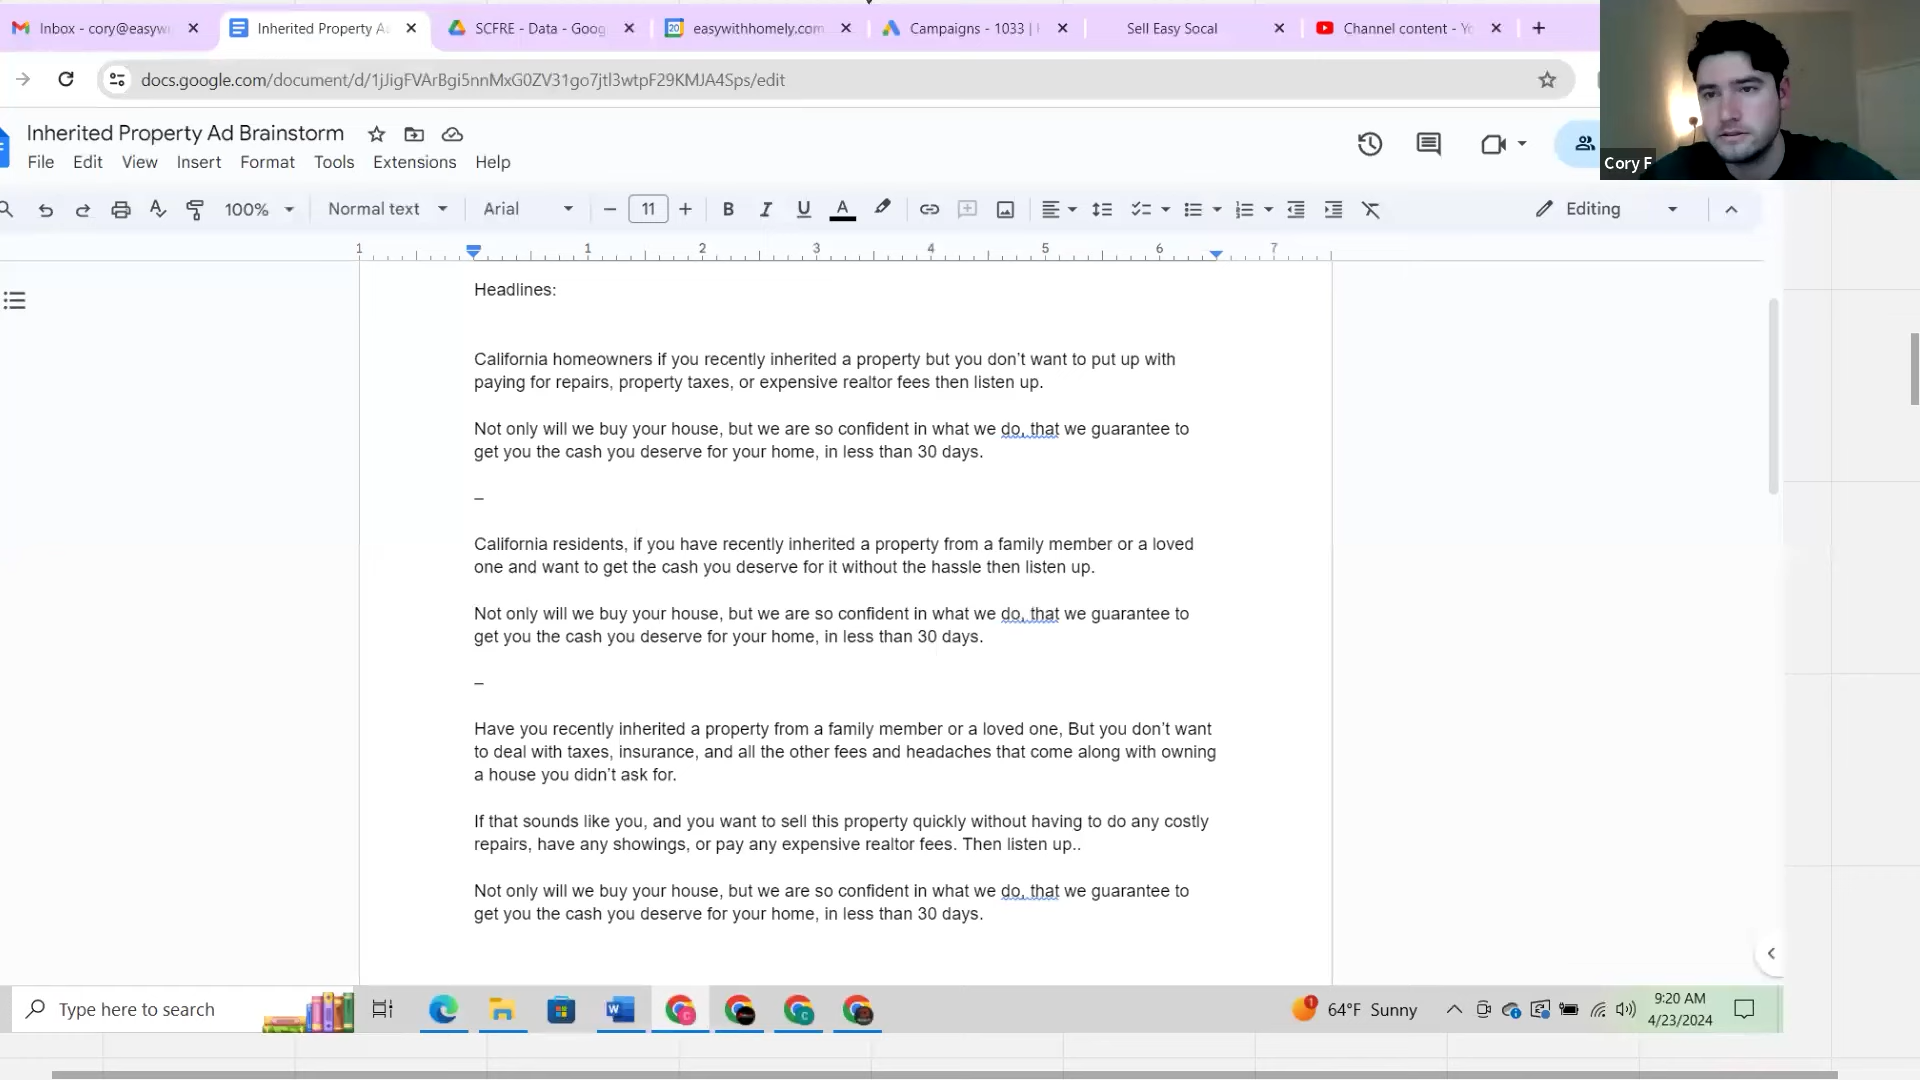 Inbox - cory@easyw
Inherited Property A
SCFRE - Data - Goog
20
easywithhomely.com
Campaigns - 1033 |
Sell Easy Socal
Channel content - Y
docs.google.com/document/d/1jJigFVArBgi5nnMxG0ZV31go7jtl3wtpF29KMJA4Sps/edit
Inherited Property Ad Brainstorm
File Edit View Insert Format Tools Extensions Help
Cory F
100% Normal text Arial 11 B I U A Editing
1 1 2 3 4 5 6 7
Headlines:
California homeowners if you recently inherited a property but you don’t want to put up with
paying for repairs, property taxes, or expensive realtor fees then listen up.
Not only will we buy your house, but we are so confident in what we do, that we guarantee to
get you the cash you deserve for your home, in less than 30 days.
–
California residents, if you have recently inherited a property from a family member or a loved
one and want to get the cash you deserve for it without the hassle then listen up.
Not only will we buy your house, but we are so confident in what we do, that we guarantee to
get you the cash you deserve for your home, in less than 30 days.
–
Have you recently inherited a property from a family member or a loved one, But you don’t want
to deal with taxes, insurance, and all the other fees and headaches that come along with owning
a house you didn’t ask for.
If that sounds like you, and you want to sell this property quickly without having to do any costly
repairs, have any showings, or pay any expensive realtor fees. Then listen up..
Not only will we buy your house, but we are so confident in what we do, that we guarantee to
get you the cash you deserve for your home, in less than 30 days.
Type here to search
1
64°F Sunny
9:20 AM
4/23/2024